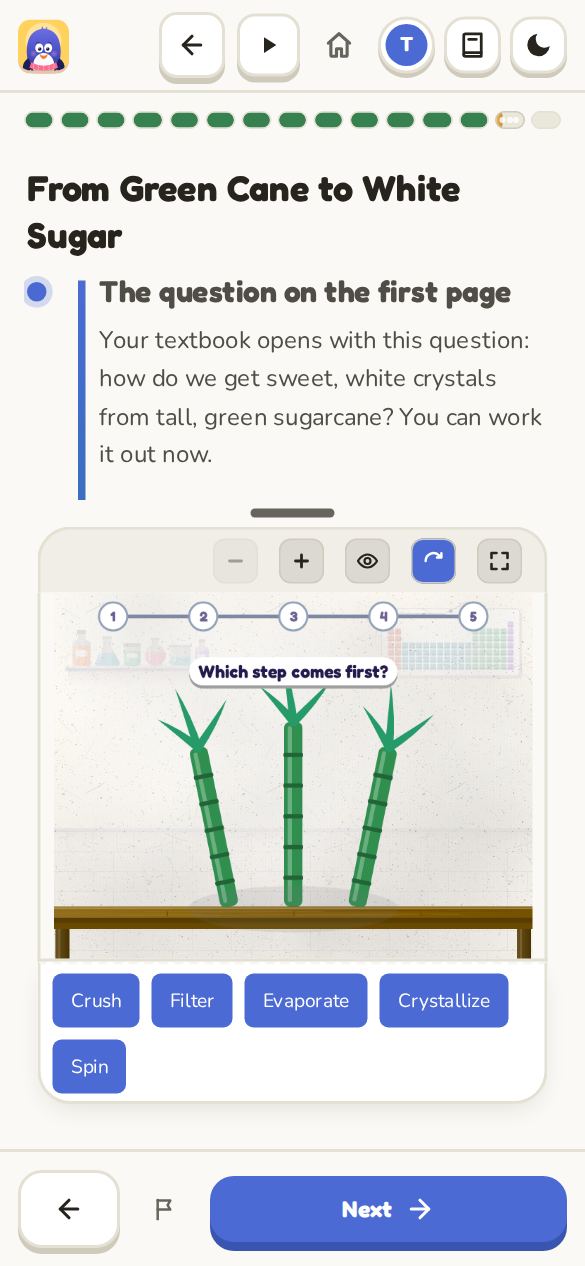 T
From Green Cane to White
Sugar
The question on the first page
Your textbook opens with this question:
how do we get sweet, white crystals
from tall, green sugarcane? You can work
it out now.
1 2 3 4 5
Which step comes first?
Crush Filter Evaporate Crystallize
Spin
Next